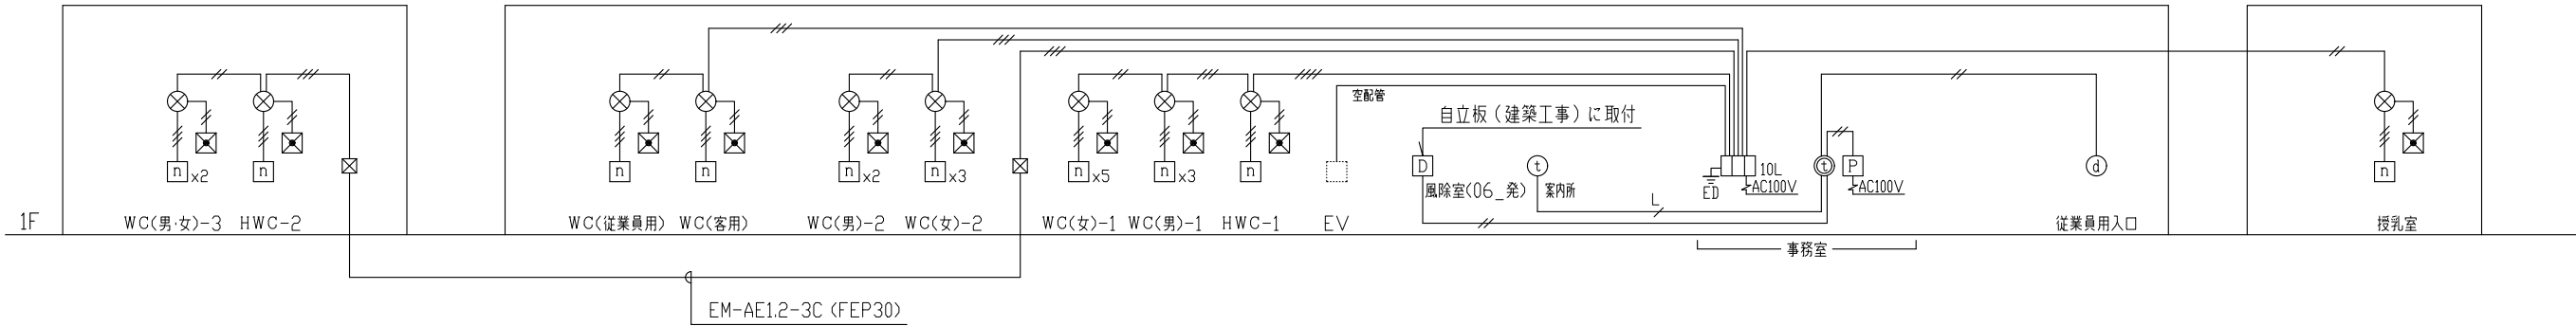 空配管
自立板（建築工事）に取付
n x2
n
n
n
n x2
n x3
n x5
n x3
n
D
t
10L
t
P
d
n
ED
AC100V
AC100V
風除室(06_発)
案内所
L
1F
WC(男・女)-3
HWC-2
WC(従業員用)
WC(客用)
WC(男)-2
WC(女)-2
WC(女)-1
WC(男)-1
HWC-1
EV
従業員用入口
授乳室
事務室
EM-AE1.2-3C (FEP30)